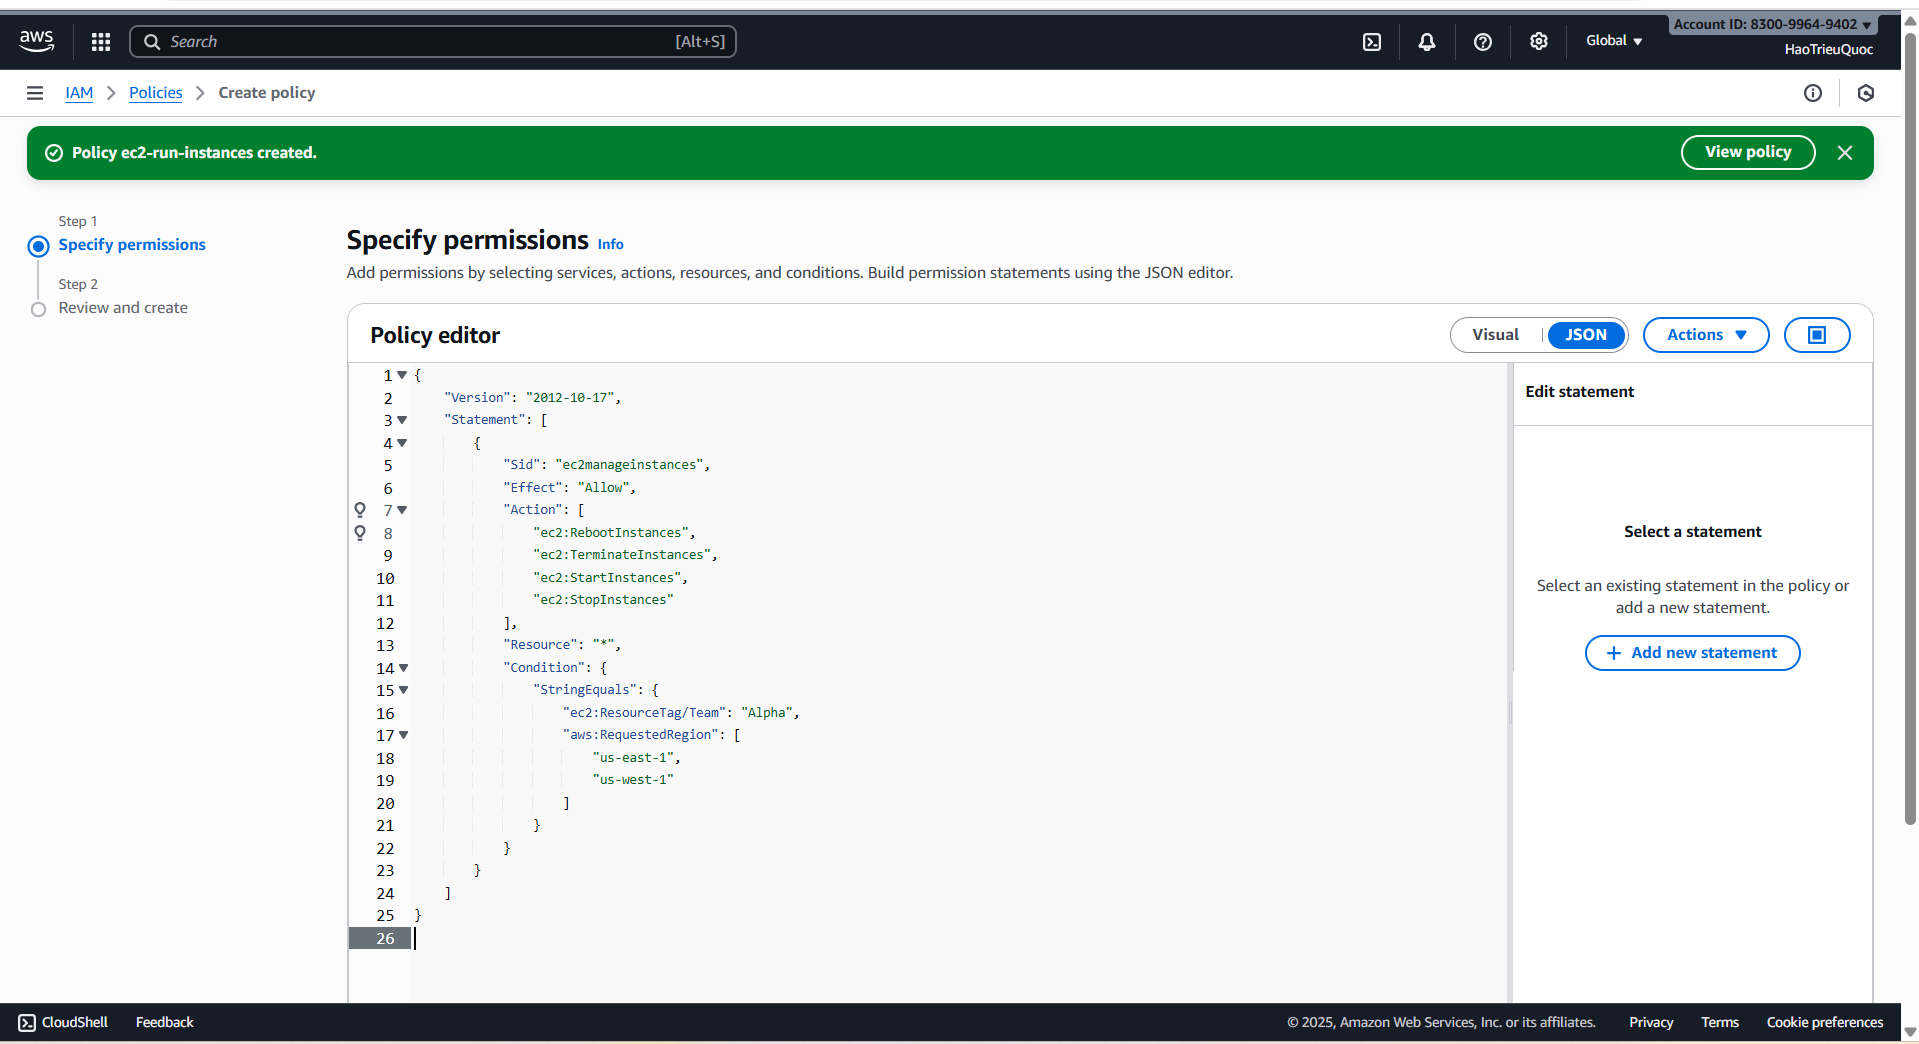 aws
Search [Alt+S]
Global
Account ID: 8300-9964-9402
HaoTrieuQuoc
IAM Policies Create policy
Policy ec2-run-instances created.
View policy
Step 1
Specify permissions
Step 2
Review and create
Specify permissions Info
Add permissions by selecting services, actions, resources, and conditions. Build permission statements using the JSON editor.
Policy editor
Visual JSON Actions
1 {
2 "Version": "2012-10-17",
3 "Statement": [
4 {
5 "Sid": "ec2manageinstances",
6 "Effect": "Allow",
7 "Action": [
8 "ec2:RebootInstances",
9 "ec2:TerminateInstances",
10 "ec2:StartInstances",
11 "ec2:StopInstances"
12 ],
13 "Resource": "*",
14 "Condition": {
15 "StringEquals": {
16 "ec2:ResourceTag/Team": "Alpha",
17 "aws:RequestedRegion": [
18 "us-east-1",
19 "us-west-1"
20 ]
21 }
22 }
23 }
24 ]
25 }
26
Edit statement
Select a statement
Select an existing statement in the policy or
add a new statement.
+ Add new statement
CloudShell Feedback
© 2025, Amazon Web Services, Inc. or its affiliates. Privacy Terms Cookie preferences